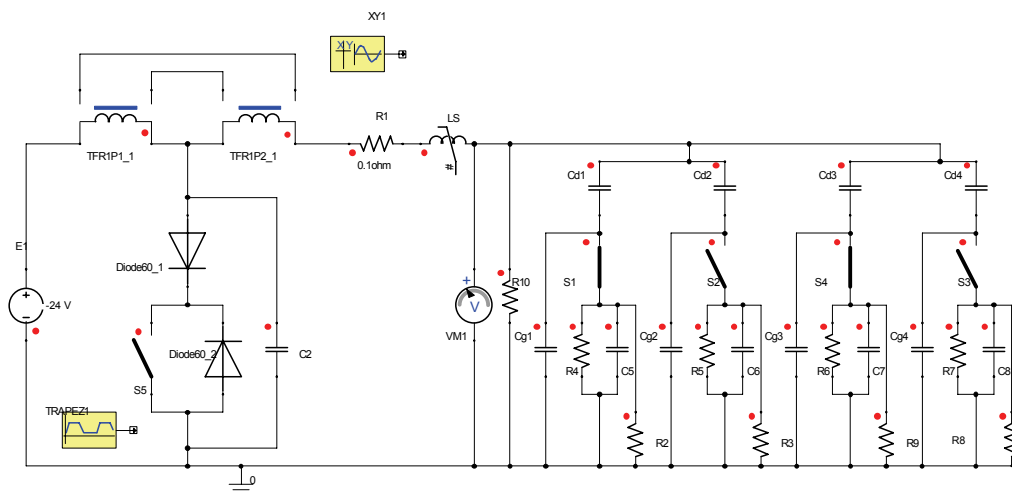 XY1
X Y
R1
LS
TFR1P1_1
TFR1P2_1
0.1ohm
#
Cd1
Cd2
Cd3
Cd4
E1
Diode60_1
-24 V
R10
S1
S2
S4
S3
V
VM1
Cg1
Cg2
Cg3
Cg4
Diode60_2
C2
R4
C5
R5
C6
R6
C7
R7
C8
S5
TRAPEZ1
R2
R3
R9
R8
0